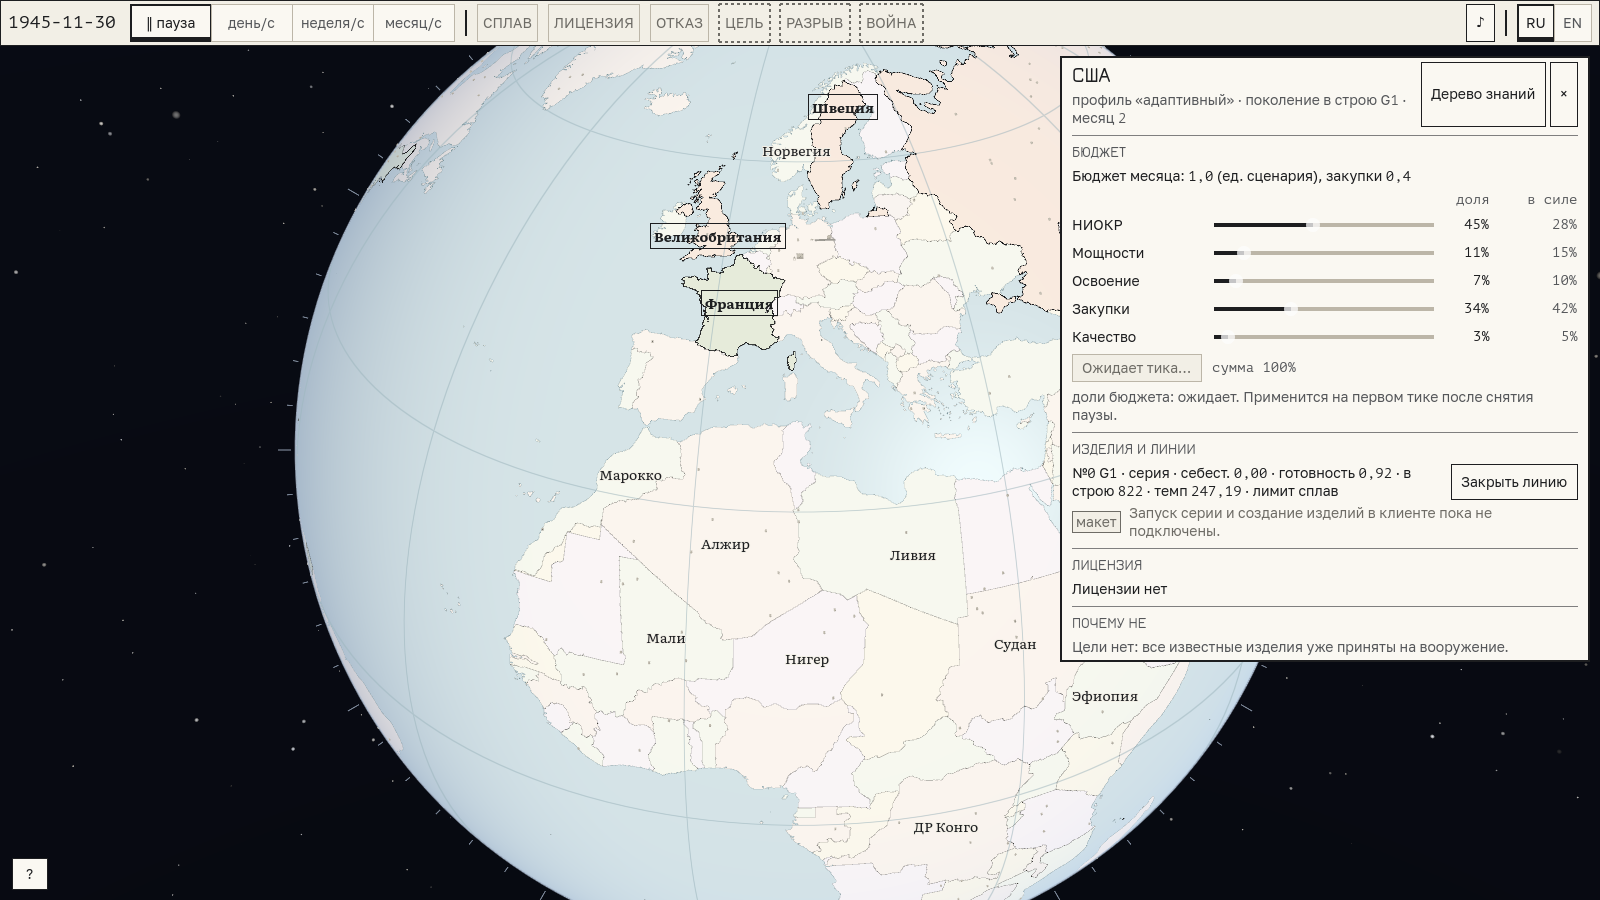 1945-11-30 ‖ пауза день/с неделя/с месяц/с СПЛАВ ЛИЦЕНЗИЯ ОТКАЗ ЦЕЛЬ РАЗРЫВ ВОЙНА ♪ RU EN
США
профиль «адаптивный» · поколение в строю G1 ·
месяц 2
Дерево знаний ×
БЮДЖЕТ
Бюджет месяца: 1,0 (ед. сценария), закупки 0,4
доля в силе
НИОКР 45% 28%
Мощности 11% 15%
Освоение 7% 10%
Закупки 34% 42%
Качество 3% 5%
Ожидает тика… сумма 100%
доли бюджета: ожидает. Применится на первом тике после снятия
паузы.
ИЗДЕЛИЯ И ЛИНИИ
№0 G1 · серия · себест. 0,00 · готовность 0,92 · в
строю 822 · темп 247,19 · лимит сплав
Закрыть линию
макет Запуск серии и создание изделий в клиенте пока не
подключены.
ЛИЦЕНЗИЯ
Лицензии нет
ПОЧЕМУ НЕ
Цели нет: все известные изделия уже приняты на вооружение.
Швеция
Норвегия
Великобритания
Франция
Марокко
Алжир
Ливия
Мали
Нигер
Судан
Эфиопия
ДР Конго
?